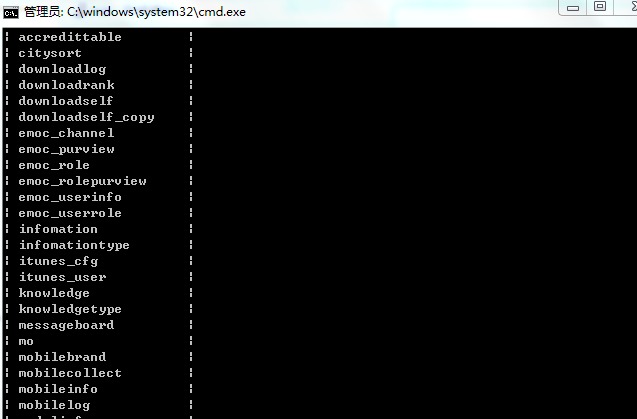 管理员: C:\windows\system32\cmd.exe
| accredittable |
| citysort |
| downloadlog |
| downloadrank |
| downloadself |
| downloadself_copy |
| emoc_channel |
| emoc_purview |
| emoc_role |
| emoc_rolepurview |
| emoc_userinfo |
| emoc_userrole |
| infomation |
| infomationtype |
| itunes_cfg |
| itunes_user |
| knowledge |
| knowledgetype |
| messageboard |
| mo |
| mobilebrand |
| mobilecollect |
| mobileinfo |
| mobilelog |